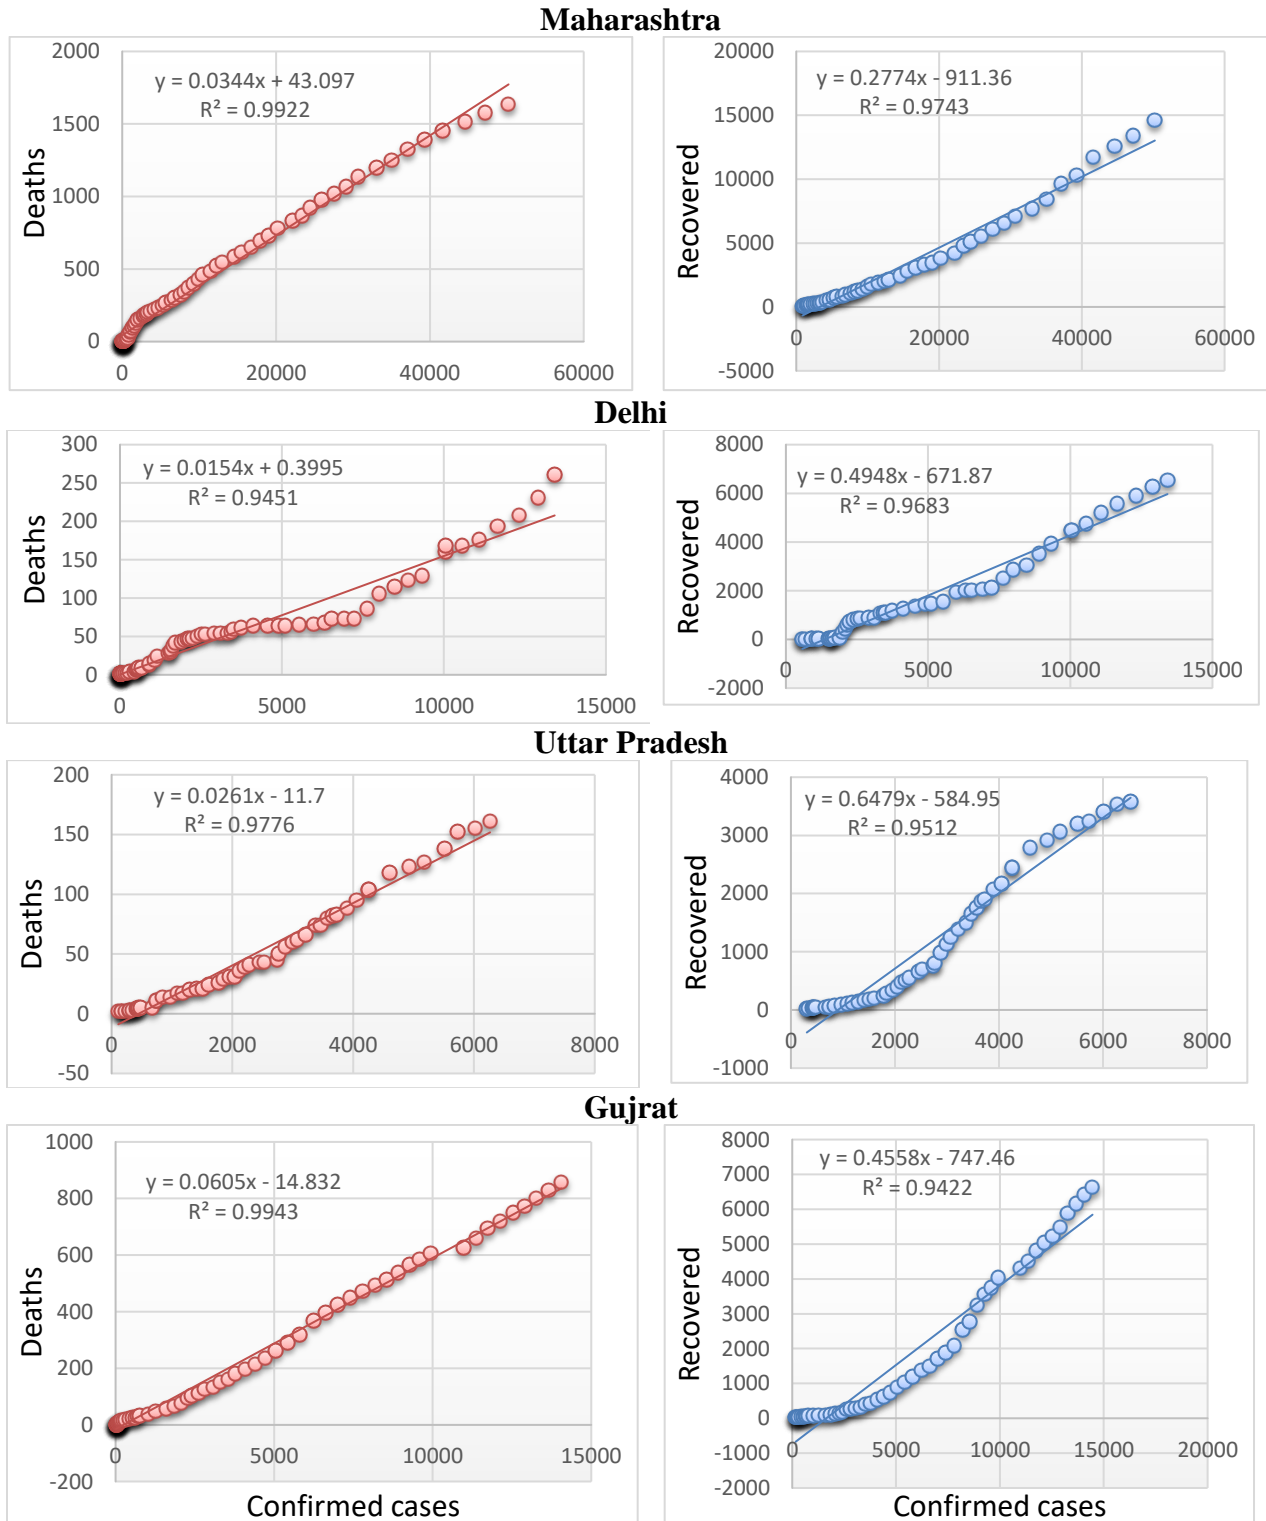 Maharashtra
2000
1500
1000
500
0
0 20000 40000 60000
Deaths
y = 0.0344x + 43.097
R² = 0.9922
20000
15000
10000
5000
0
-5000
0 20000 40000 60000
Recovered
y = 0.2774x - 911.36
R² = 0.9743
Delhi
300
250
200
150
100
50
0
0 5000 10000 15000
Deaths
y = 0.0154x + 0.3995
R² = 0.9451
8000
6000
4000
2000
0
-2000
0 5000 10000 15000
Recovered
y = 0.4948x - 671.87
R² = 0.9683
Uttar Pradesh
200
150
100
50
0
-50
0 2000 4000 6000 8000
Deaths
y = 0.0261x - 11.7
R² = 0.9776
4000
3000
2000
1000
0
-1000
0 2000 4000 6000 8000
Recovered
y = 0.6479x - 584.95
R² = 0.9512
Gujrat
1000
800
600
400
200
0
-200
0 5000 10000 15000
Deaths
y = 0.0605x - 14.832
R² = 0.9943
Confirmed cases
8000
7000
6000
5000
4000
3000
2000
1000
0
-1000
-2000
0 5000 10000 15000 20000
Recovered
y = 0.4558x - 747.46
R² = 0.9422
Confirmed cases